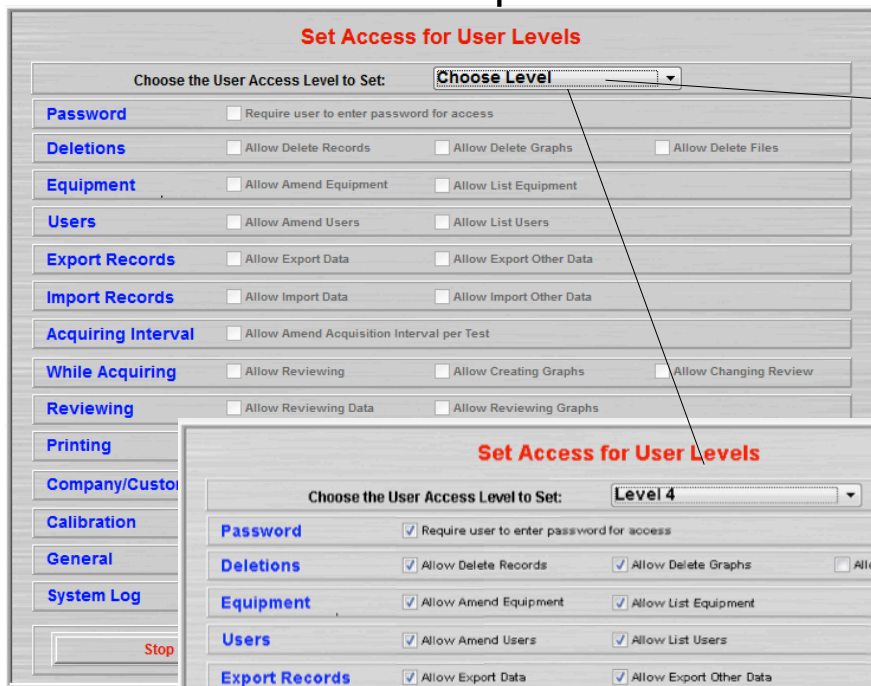 Set Access for User Levels
Choose the User Access Level to Set: Choose Level
Password Require user to enter password for access
Deletions Allow Delete Records Allow Delete Graphs Allow Delete Files
Equipment Allow Amend Equipment Allow List Equipment
Users Allow Amend Users Allow List Users
Export Records Allow Export Data Allow Export Other Data
Import Records Allow Import Data Allow Import Other Data
Acquiring Interval Allow Amend Acquisition Interval per Test
While Acquiring Allow Reviewing Allow Creating Graphs Allow Changing Review
Reviewing Allow Reviewing Data Allow Reviewing Graphs
Printing
Company/Custo
Calibration
General
System Log
Stop
Set Access for User Levels
Choose the User Access Level to Set: Level 4
Password Require user to enter password for access
Deletions Allow Delete Records Allow Delete Graphs
Equipment Allow Amend Equipment Allow List Equipment
Users Allow Amend Users Allow List Users
Export Records Allow Export Data Allow Export Other Data